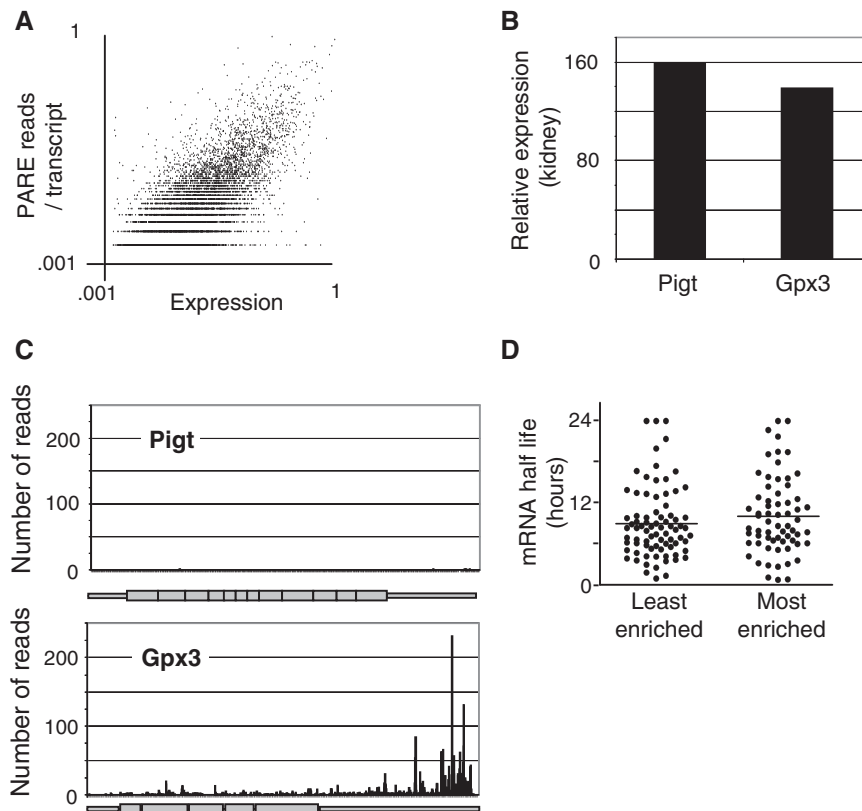 A
1
PARE reads
/ transcript
.001
.001
Expression
1
B
Relative expression
(kidney)
160
80
0
Pigt
Gpx3
C
Number of reads
200
100
0
Pigt
Number of reads
200
100
0
Gpx3
D
mRNA half life
(hours)
24
12
0
Least
enriched
Most
enriched